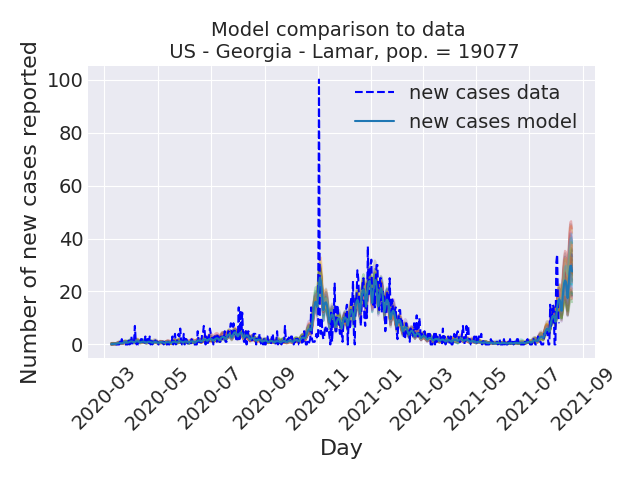 Model comparison to data
US - Georgia - Lamar, pop. = 19077
Number of new cases reported
100
80
60
40
20
0
new cases data
new cases model
2020-03
2020-05
2020-07
2020-09
2020-11
2021-01
2021-03
2021-05
2021-07
2021-09
Day